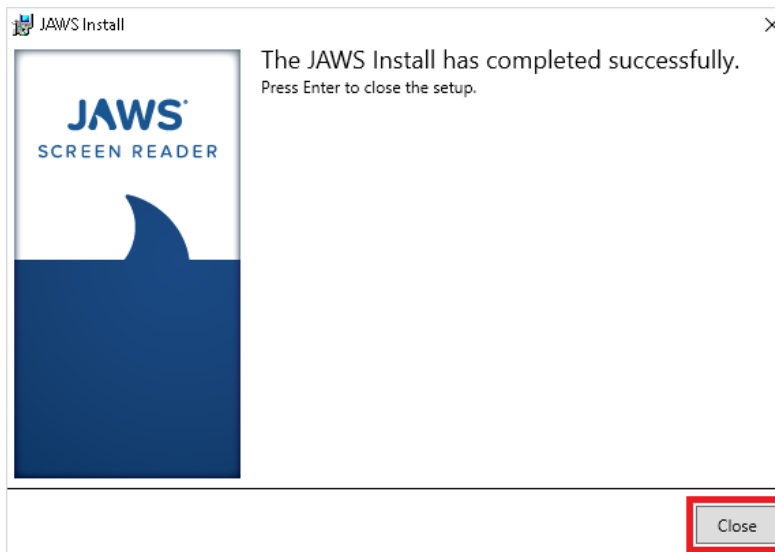 JAWS Install
The JAWS Install has completed successfully.
Press Enter to close the setup.
JAWS
SCREEN READER
Close